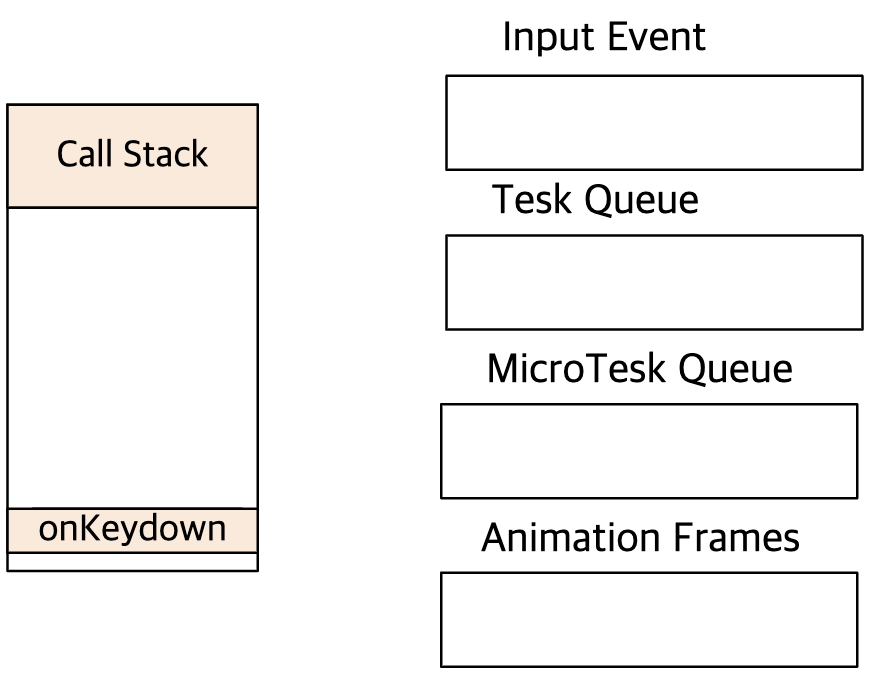 Call Stack
onKeydown
Input Event
Tesk Queue
MicroTesk Queue
Animation Frames